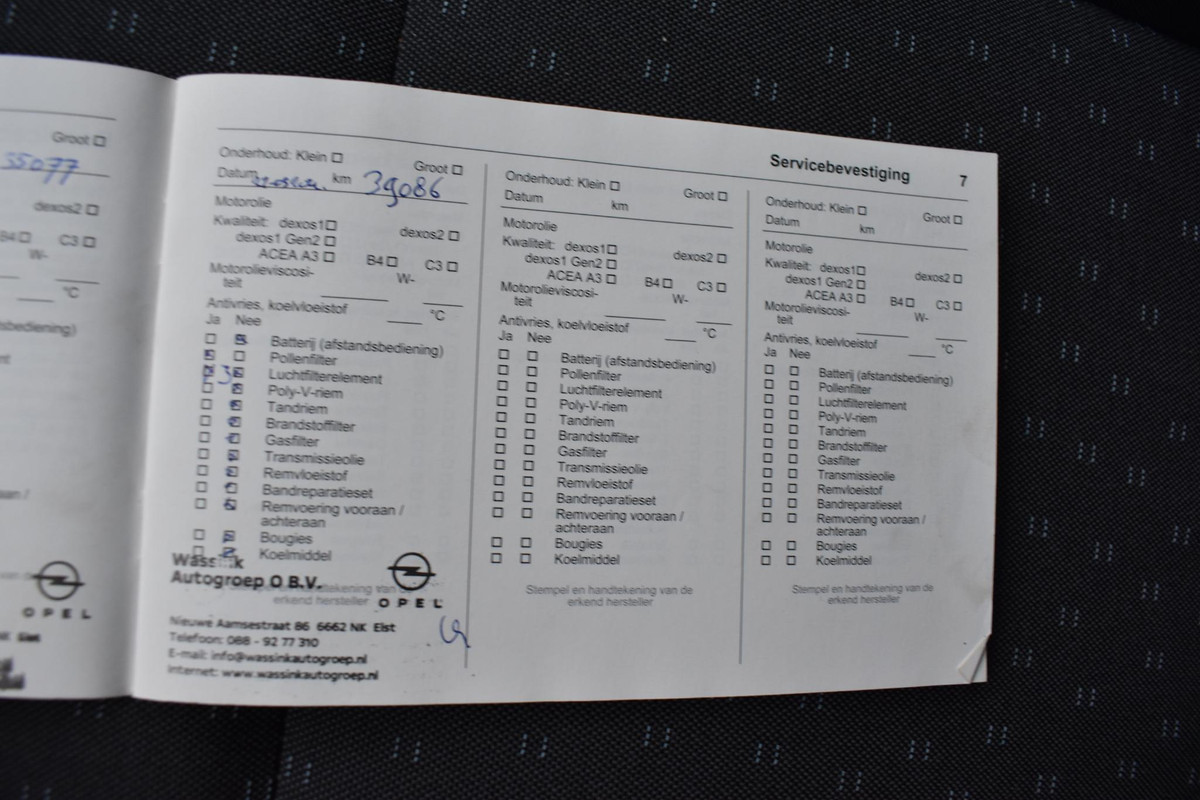 Groot
35077
dexos2
B4 C3
W-
°C
Servicebevestiging 7
Onderhoud: Klein Groot
Datum km 39086
Motorolie
Kwaliteit: dexos1 dexos2
dexos1 Gen2
ACEA A3 B4 C3
Motorolieviscosi- W-
teit
Antivries, koelvloeistof °C
Ja Nee
Batterij (afstandsbediening)
Pollenfilter
Luchtfilterelement
Poly-V-riem
Tandriem
Brandstoffilter
Gasfilter
Transmissieolie
Remvloeistof
Bandreparatieset
Remvoering vooraan /
achteraan
Bougies
Koelmiddel
Autogroep O B.V.
erkend hersteller
OPEL
Nieuwe Aamsestraat 86 6662 NK Elst
Telefoon: 088 - 92 77 310
E-mail: info@wassinkautogroep.nl
Internet: www.wassinkautogroep.nl
Onderhoud: Klein Groot
Datum km
Motorolie
Kwaliteit: dexos1 dexos2
dexos1 Gen2
ACEA A3 B4 C3
Motorolieviscosi- W-
teit
Antivries, koelvloeistof °C
Ja Nee
Batterij (afstandsbediening)
Pollenfilter
Luchtfilterelement
Poly-V-riem
Tandriem
Brandstoffilter
Gasfilter
Transmissieolie
Remvloeistof
Bandreparatieset
Remvoering vooraan /
achteraan
Bougies
Koelmiddel
Stempel en handtekening van de
erkend hersteller
Onderhoud: Klein Groot
Datum km
Motorolie
Kwaliteit: dexos1 dexos2
dexos1 Gen2
ACEA A3 B4 C3
Motorolieviscosi- W-
teit
Antivries, koelvloeistof °C
Ja Nee
Batterij (afstandsbediening)
Pollenfilter
Luchtfilterelement
Poly-V-riem
Tandriem
Brandstoffilter
Gasfilter
Transmissieolie
Remvloeistof
Bandreparatieset
Remvoering vooraan /
achteraan
Bougies
Koelmiddel
Stempel en handtekening van de
erkend hersteller
OPEL